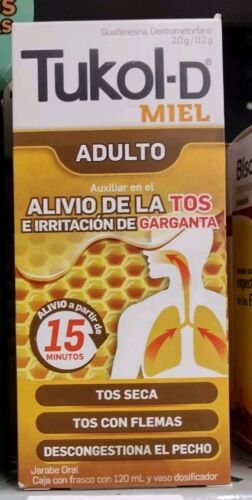 Guaifenesina, Dextrometorfano
2.0 g / 0.2 g
Tukol-D®
MIEL
ADULTO
Auxiliar en el
ALIVIO DE LA TOS
E IRRITACIÓN DE GARGANTA
ALIVIO a partir de
15
MINUTOS
TOS SECA
TOS CON FLEMAS
DESCONGESTIONA EL PECHO
Jarabe Oral
Caja con frasco con 120 mL y vaso dosificador